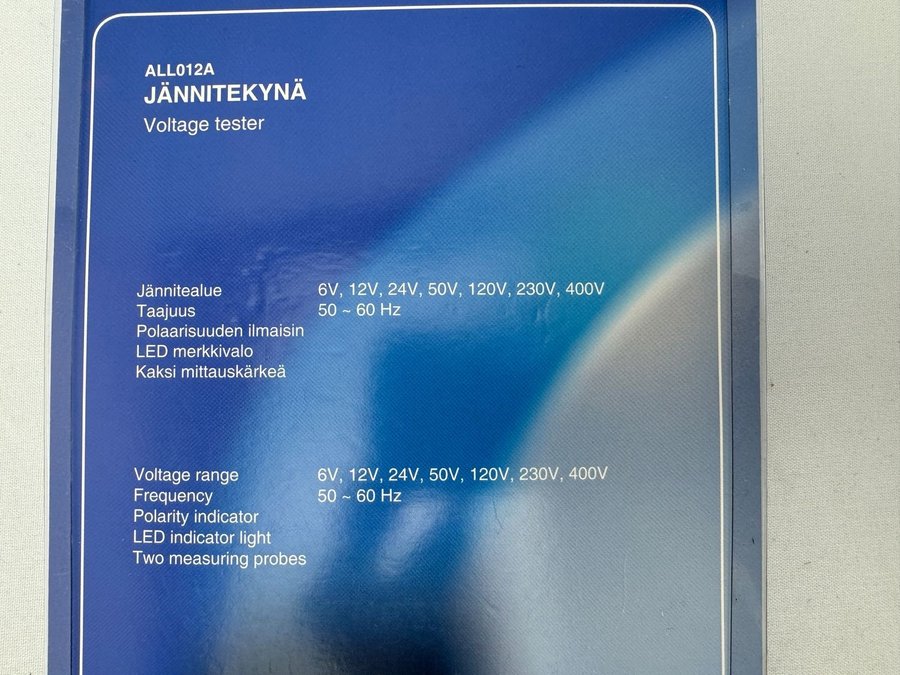 ALL012A
JÄNNITEKYNÄ
Voltage tester
Jännitealue 6V, 12V, 24V, 50V, 120V, 230V, 400V
Taajuus 50 ~ 60 Hz
Polaarisuuden ilmaisin
LED merkkivalo
Kaksi mittauskärkeä
Voltage range 6V, 12V, 24V, 50V, 120V, 230V, 400V
Frequency 50 ~ 60 Hz
Polarity indicator
LED indicator light
Two measuring probes